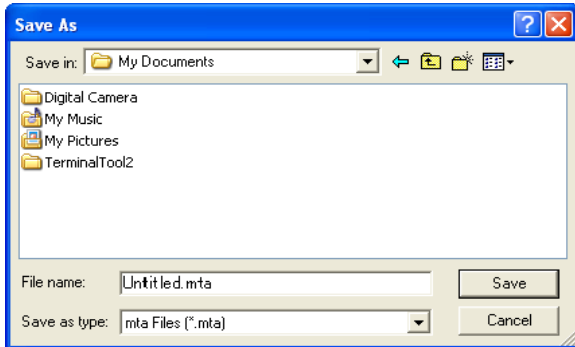 Save As
Save in: My Documents
Digital Camera
My Music
My Pictures
TerminalTool2
File name: Untitled.mta Save
Save as type: mta Files (*.mta) Cancel